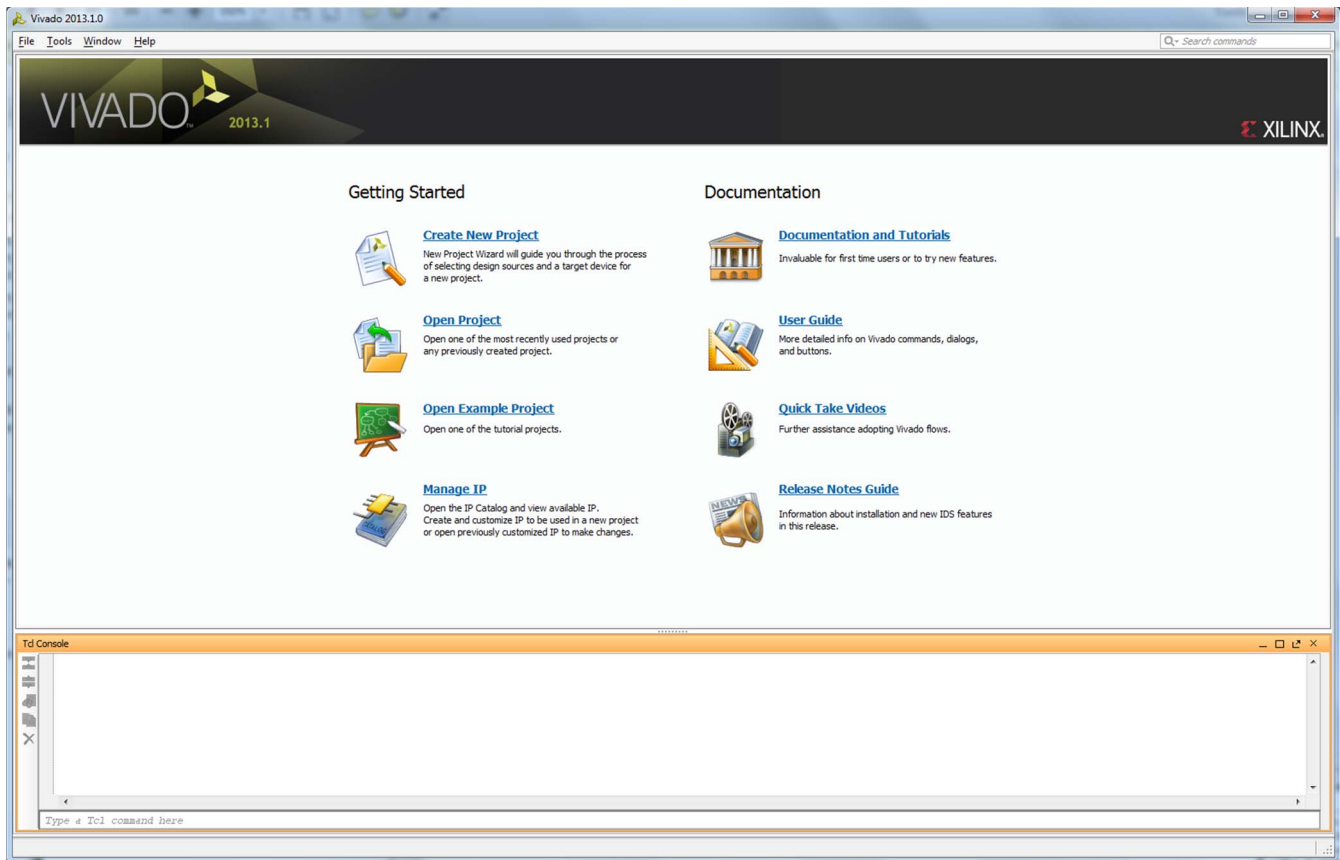 Vivado 2013.1.0
File Tools Window Help
Search commands
VIVADO™
2013.1
XILINX
Getting Started
Create New Project
New Project Wizard will guide you through the process
of selecting design sources and a target device for
a new project.
Open Project
Open one of the most recently used projects or
any previously created project.
Open Example Project
Open one of the tutorial projects.
Manage IP
Open the IP Catalog and view available IP.
Create and customize IP to be used in a new project
or open previously customized IP to make changes.
Documentation
Documentation and Tutorials
Invaluable for first time users or to try new features.
User Guide
More detailed info on Vivado commands, dialogs,
and buttons.
Quick Take Videos
Further assistance adopting Vivado flows.
NEWS
Release Notes Guide
Information about installation and new IDS features
in this release.
Tcl Console
Type a Tcl command here